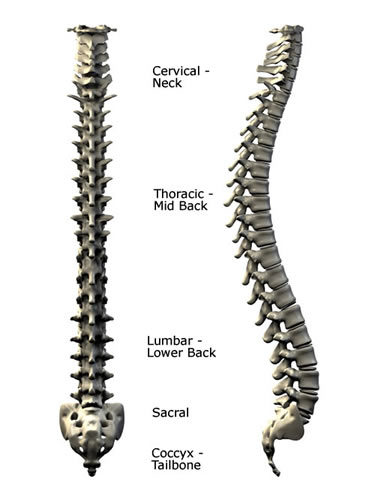 Cervical -
Neck
Thoracic -
Mid Back
Lumbar -
Lower Back
Sacral
Coccyx -
Tailbone